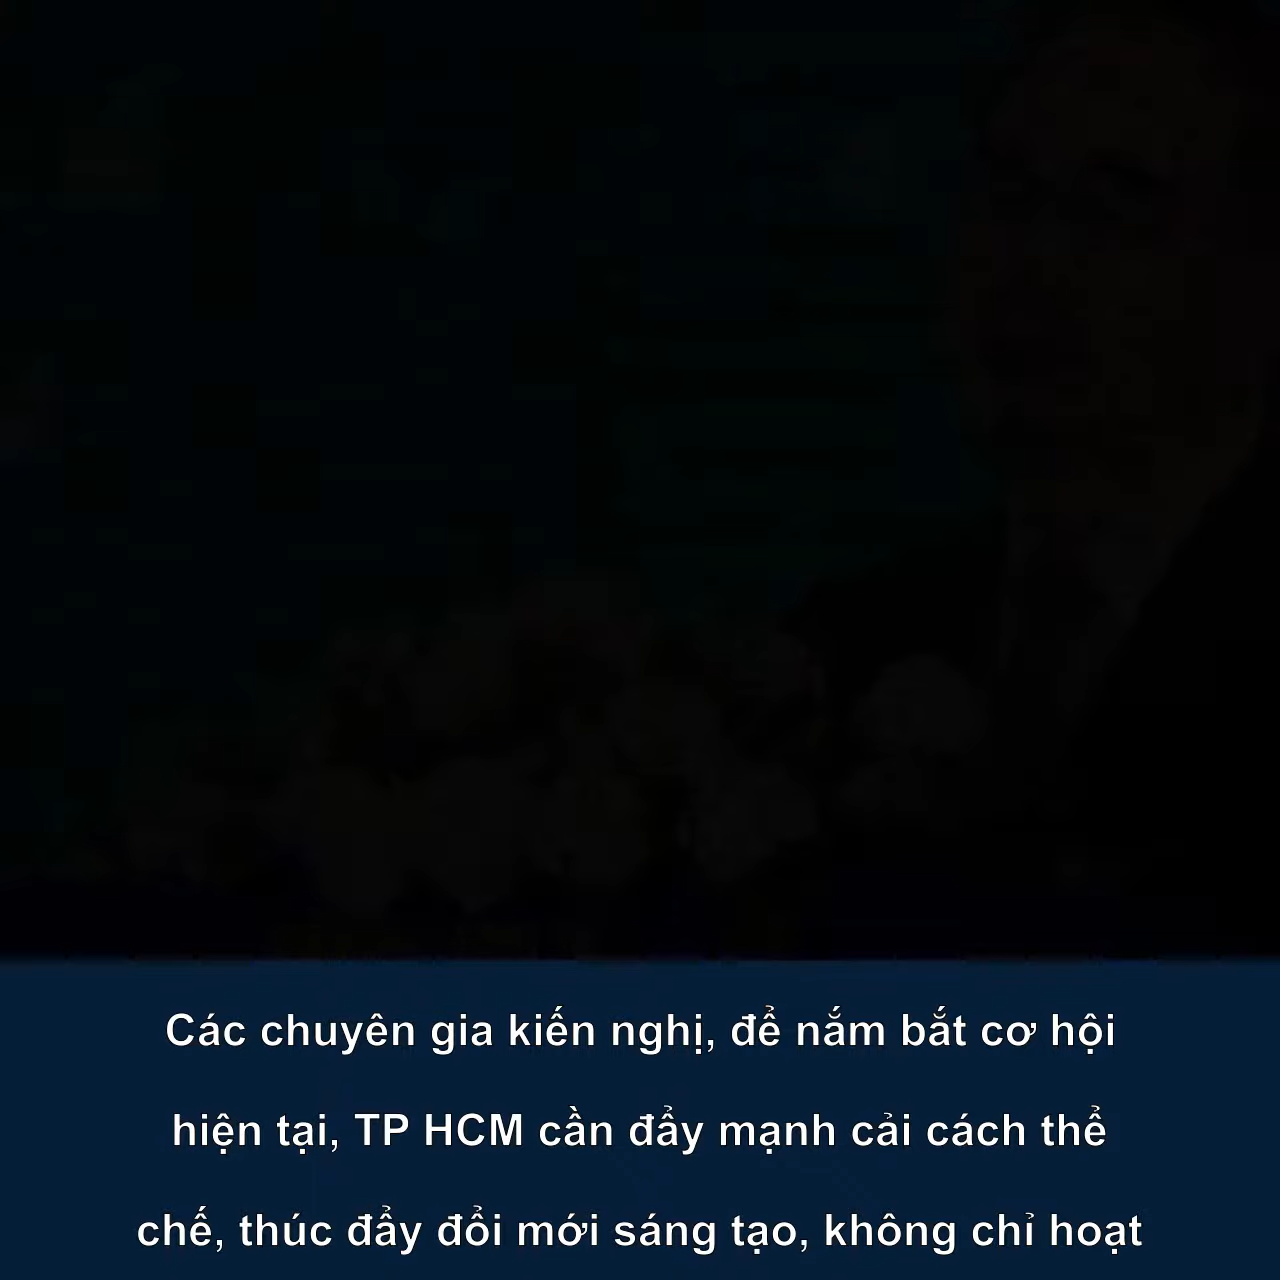 Các chuyên gia kiến nghị, để nắm bắt cơ hội
hiện tại, TP HCM cần đẩy mạnh cải cách thể
chế, thúc đẩy đổi mới sáng tạo, không chỉ hoạt